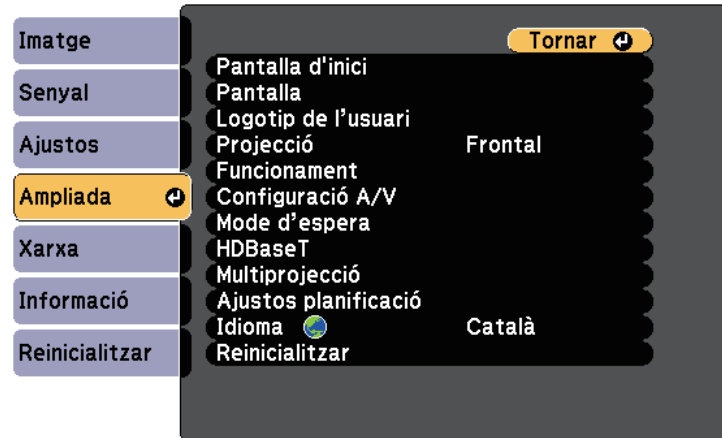 Imatge
Senyal
Ajustos
Ampliada
Xarxa
Informació
Reinicialitzar
Tornar
Pantalla d'inici
Pantalla
Logotip de l’usuari
Projecció Frontal
Funcionament
Configuració A/V
Mode d’espera
HDBaseT
Multiprojecció
Ajustos planificació
Idioma Català
Reinicialitzar